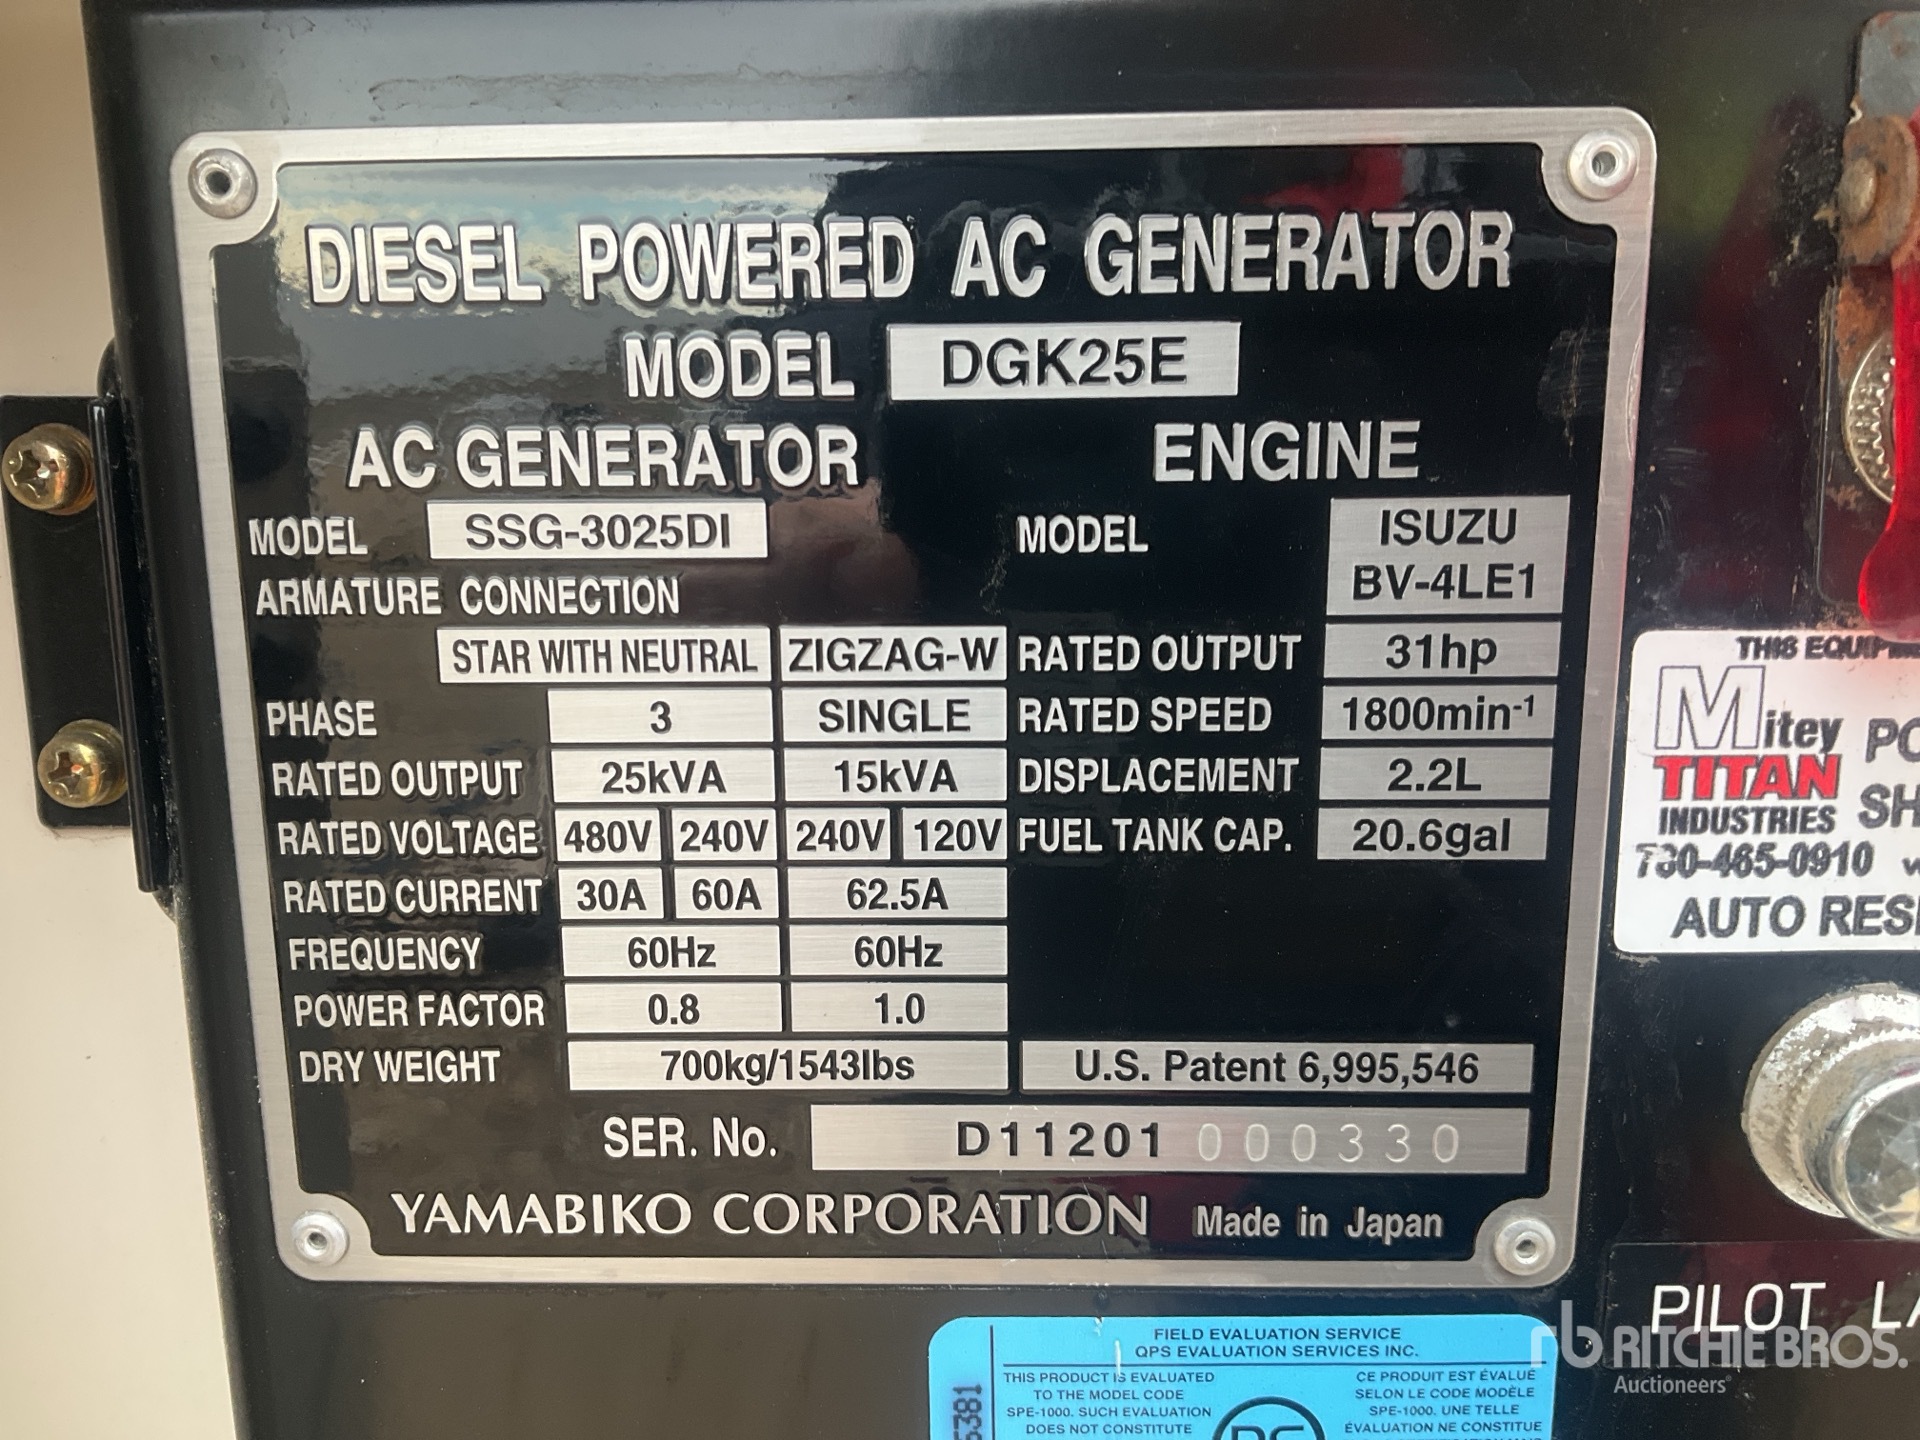 DIESEL POWERED AC GENERATOR
MODEL DGK25E
AC GENERATOR
MODEL SSG-3025DI
ARMATURE CONNECTION
STAR WITH NEUTRAL ZIGZAG-W
PHASE 3 SINGLE
RATED OUTPUT 25kVA 15kVA
RATED VOLTAGE 480V 240V 240V 120V
RATED CURRENT 30A 60A 62.5A
FREQUENCY 60Hz 60Hz
POWER FACTOR 0.8 1.0
DRY WEIGHT 700kg/1543lbs
ENGINE
MODEL ISUZU
BV-4LE1
RATED OUTPUT 31hp
RATED SPEED 1800min-1
DISPLACEMENT 2.2L
FUEL TANK CAP. 20.6gal
U.S. Patent 6,995,546
SER. No. D11201 000330
YAMABIKO CORPORATION Made in Japan
THIS
Mitey
TITAN
INDUSTRIES
780-465-0910
AUTO
PILOT
rb RITCHIE BROS.
Auctioneers
FIELD EVALUATION SERVICE
QPS EVALUATION SERVICES INC.
THIS PRODUCT IS EVALUATED
TO THE MODEL CODE
SPE-1000. SUCH EVALUATION
DOES NOT CONSTITUTE
CE PRODUIT EST ÉVALUÉ
SELON LE CODE MODÈLE
SPE-1000. UNE TELLE
ÉVALUATION NE CONSTITUE